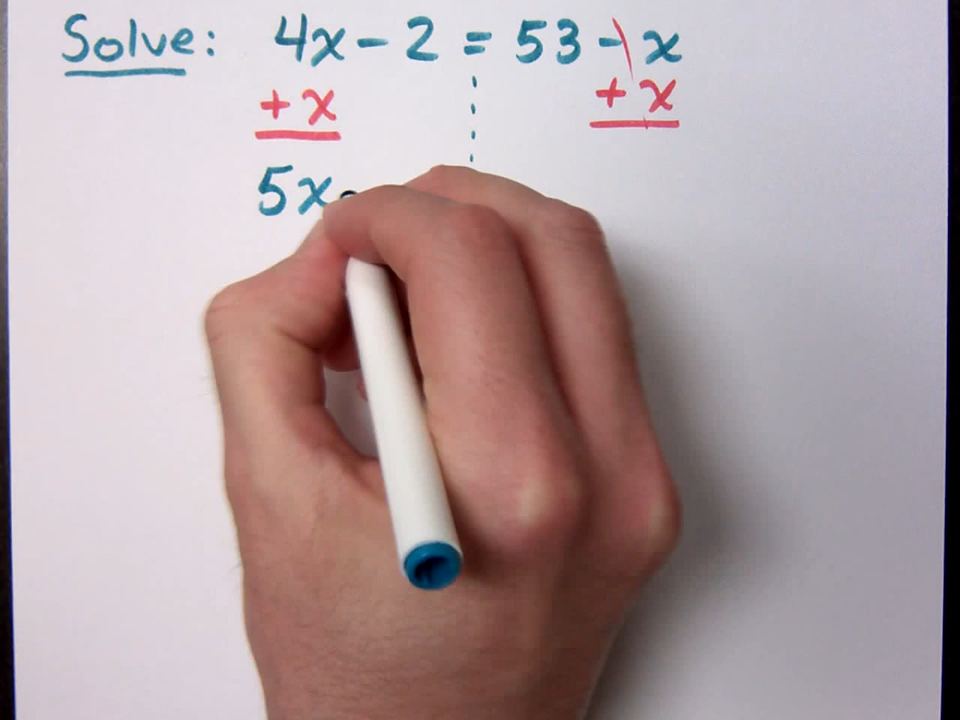 Solve: 4x - 2 = 53 - x
+ x + x
5x